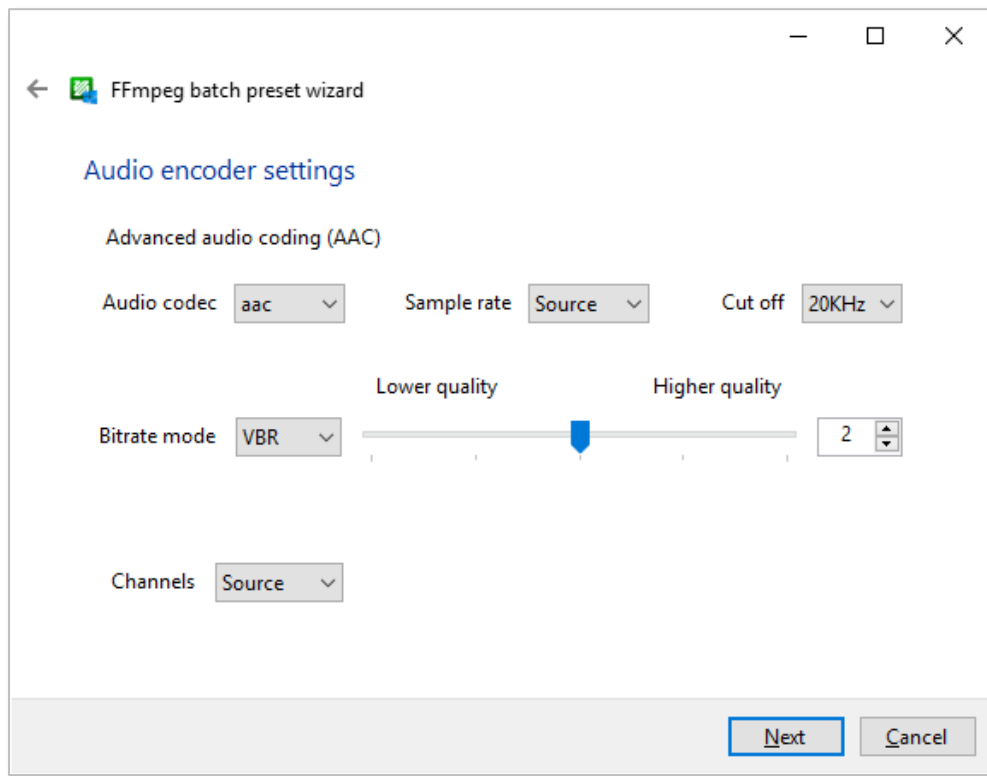 FFmpeg batch preset wizard
Audio encoder settings
Advanced audio coding (AAC)
Audio codec aac Sample rate Source Cut off 20KHz
Lower quality Higher quality
Bitrate mode VBR 2
Channels Source
Next Cancel